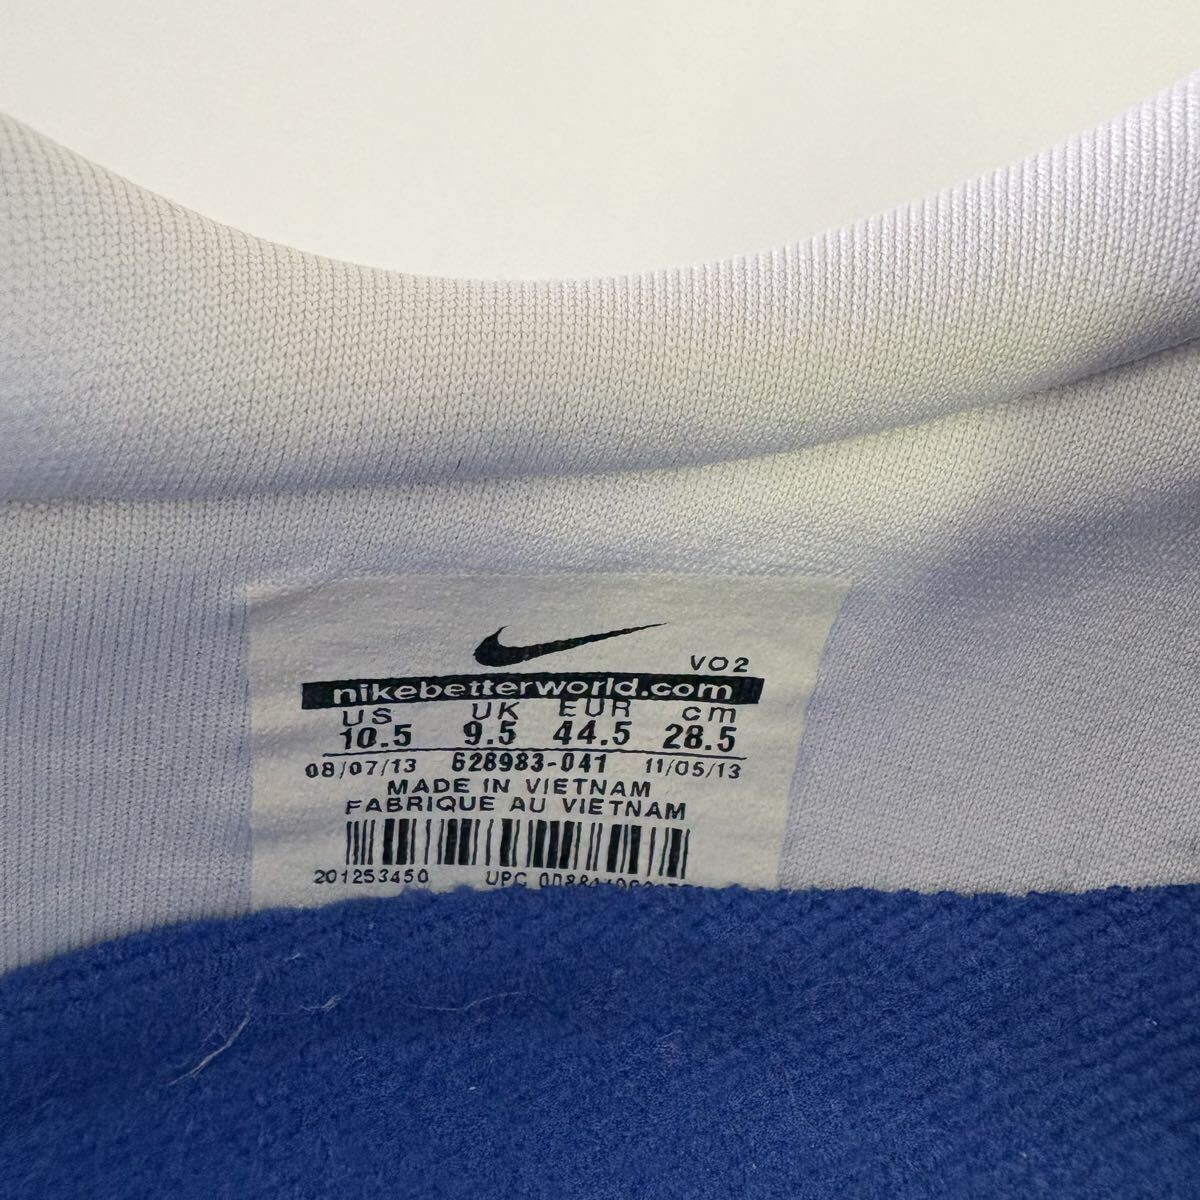 VO2
nikebetterworld.com
US UK EUR cm
10.5 9.5 44.5 28.5
08/07/13 628983-041 11/05/13
MADE IN VIETNAM
FABRIQUE AU VIETNAM
201253450 UPC